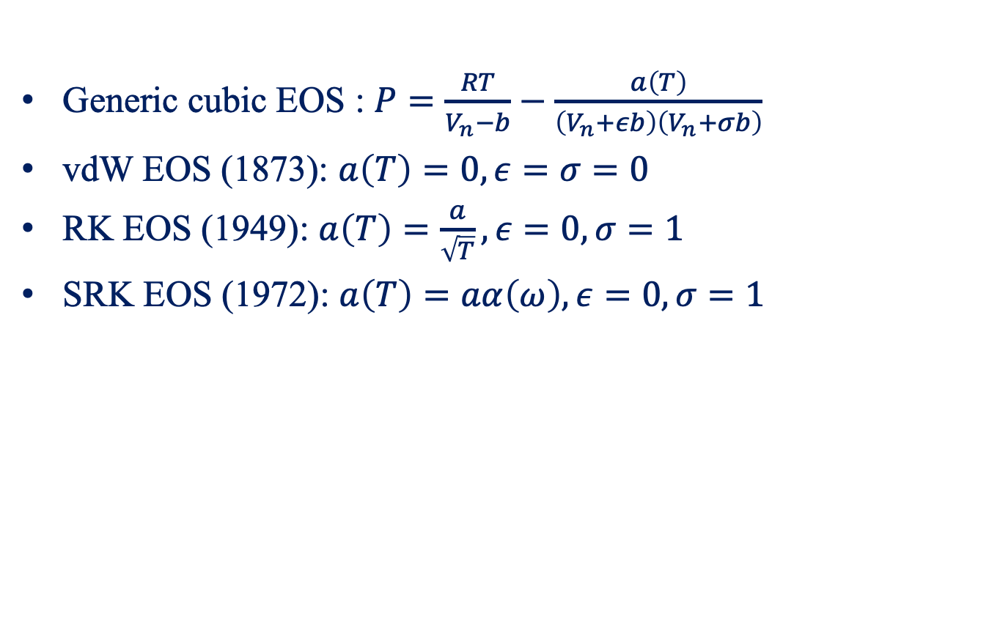 • Generic cubic EOS : $P = \frac{RT}{V_n - b} - \frac{a(T)}{(V_n + \epsilon b)(V_n + \sigma b)}$
• vdW EOS (1873): $a(T) = 0, \epsilon = \sigma = 0$
• RK EOS (1949): $a(T) = \frac{a}{\sqrt{T}}, \epsilon = 0, \sigma = 1$
• SRK EOS (1972): $a(T) = a\alpha(\omega), \epsilon = 0, \sigma = 1$